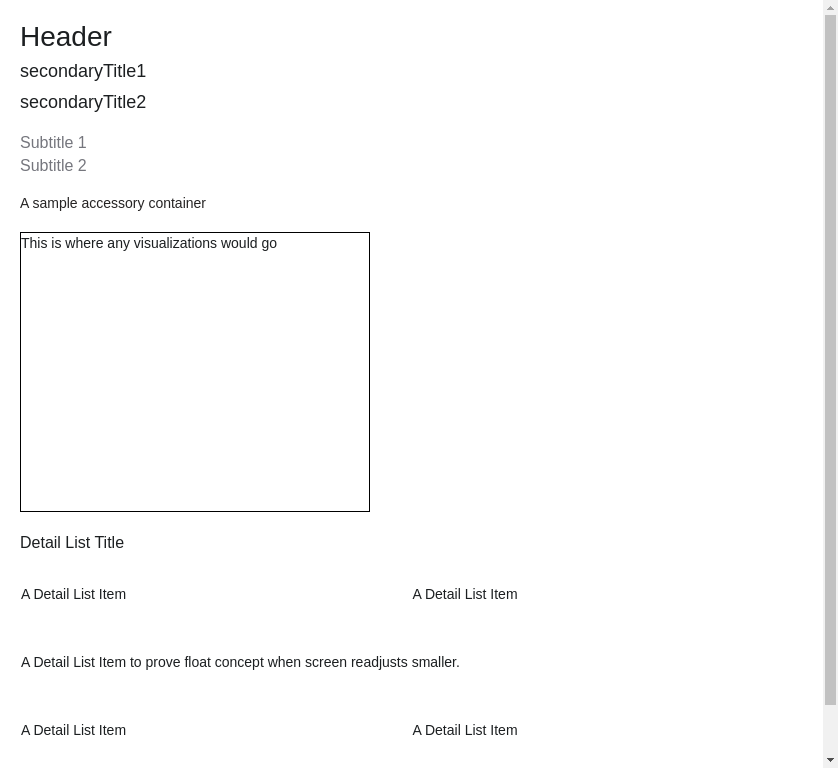 Header
secondaryTitle1
secondaryTitle2
Subtitle 1
Subtitle 2
A sample accessory container
This is where any visualizations would go
Detail List Title
A Detail List Item
A Detail List Item
A Detail List Item to prove float concept when screen readjusts smaller.
A Detail List Item
A Detail List Item